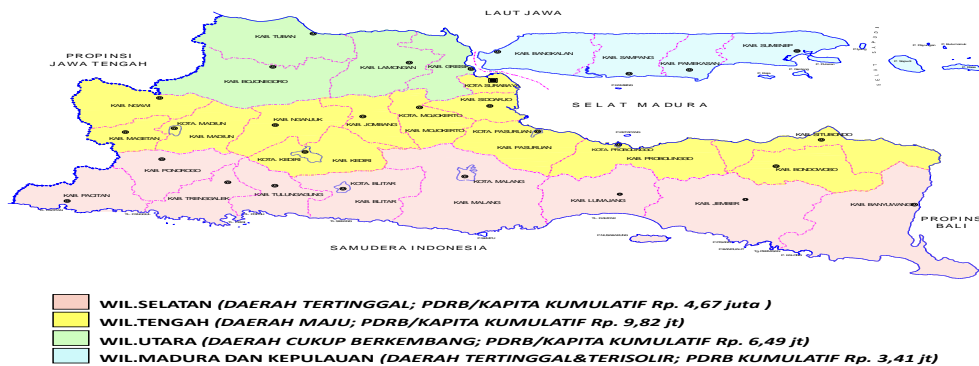 LAUT JAWA
PROPINSI
JAWA TENGAH
KAB. TUBAN
KAB. BOJONEGORO
KAB. LAMONGAN
KAB. GRESIK
KAB. BANGKALAN
KAB. SAMPANG
KAB. PAMEKASAN
KAB. SUMENEP
KOTA SURABAYA
KAB. SIDOARJO
SELAT MADURA
KAB. NGAWI
KAB. MAGETAN
KOTA MADIUN
KAB. MADIUN
KAB. NGANJUK
KAB. JOMBANG
KOTA MOJOKERTO
KAB. MOJOKERTO
KOTA PASURUAN
KAB. PASURUAN
KOTA KEDIRI
KAB. KEDIRI
KOTA PROBOLINGGO
KAB. PROBOLINGGO
KAB. SITUBONDO
KAB. BONDOWOSO
KAB. PACITAN
KAB. PONOROGO
KAB. TRENGGALEK
KAB. TULUNGAGUNG
KOTA BLITAR
KAB. BLITAR
KOTA MALANG
KAB. MALANG
KAB. LUMAJANG
KAB. JEMBER
KAB. BANYUWANGI
PROPINSI
BALI
SAMUDERA INDONESIA
WIL.SELATAN (DAERAH TERTINGGAL; PDRB/KAPITA KUMULATIF Rp. 4,67 juta )
WIL.TENGAH (DAERAH MAJU; PDRB/KAPITA KUMULATIF Rp. 9,82 jt)
WIL.UTARA (DAERAH CUKUP BERKEMBANG; PDRB/KAPITA KUMULATIF Rp. 6,49 jt)
WIL.MADURA DAN KEPULAUAN (DAERAH TERTINGGAL&TERISOLIR; PDRB KUMULATIF Rp. 3,41 jt)